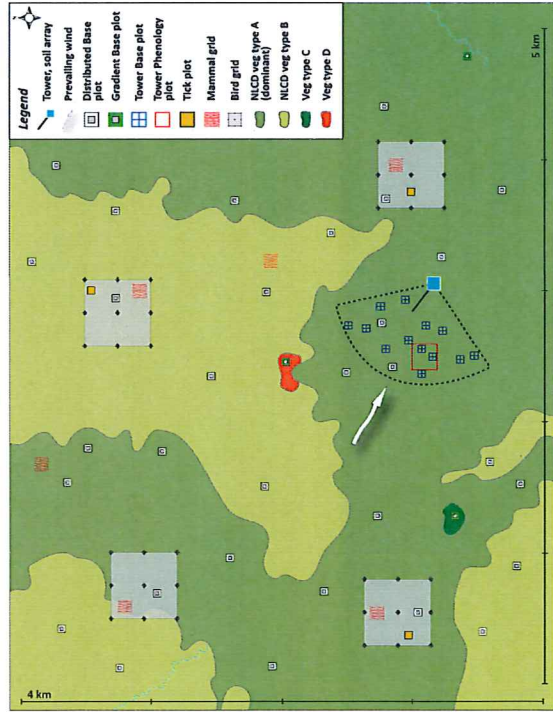 Legend
Tower, soil array
Prevailing wind
Distributed Base
plot
Gradient Base plot
Tower Base plot
Tower Phenology
plot
Tick plot
Mammal grid
Bird grid
NLCD veg type A
(dominant)
NLCD veg type B
Veg type C
Veg type D
5 km
4 km